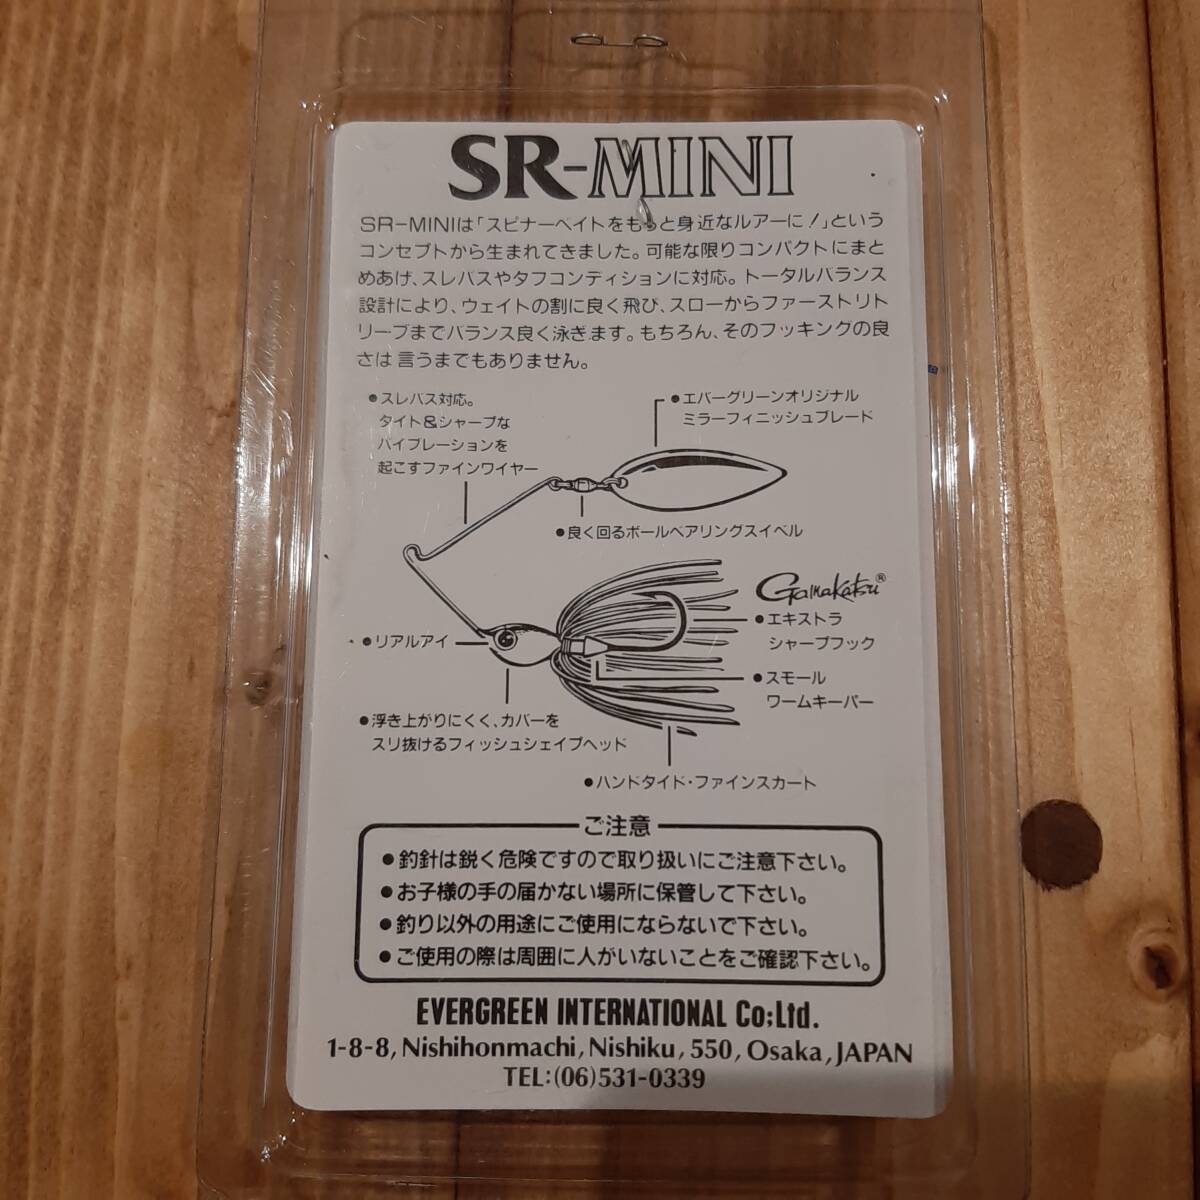 SR-MINI
SR-MINIは「スピナーベイトをもっと身近なルアーに!」という
コンセプトから生まれてきました。可能な限りコンパクトにまと
めあげ、スレバスやタフコンディションに対応。トータルバランス
設計により、ウェイトの割に良く飛び、スローからファーストリト
リーブまでバランス良く泳ぎます。もちろん、そのフッキングの良
さは言うまでもありません。
●スレバス対応。
タイト&シャープな
バイブレーションを
起こすファインワイヤー
●エバーグリーンオリジナル
ミラーフィニッシュブレード
●良く回るボールベアリングスイベル
Gamakatsu®
●エキストラ
シャープフック
●リアルアイ
●スモール
ワームキーパー
●浮き上がりにくく、カバーを
スリ抜けるフィッシュシェイプヘッド
●ハンドタイド・ファインスカート
ご注意
●釣針は鋭く危険ですので取り扱いにご注意下さい。
●お子様の手の届かない場所に保管して下さい。
●釣り以外の用途にご使用にならないで下さい。
●ご使用の際は周囲に人がいないことをご確認下さい。
EVERGREEN INTERNATIONAL Co;Ltd.
1-8-8, Nishihonmachi, Nishiku, 550, Osaka, JAPAN
TEL:(06)531-0339